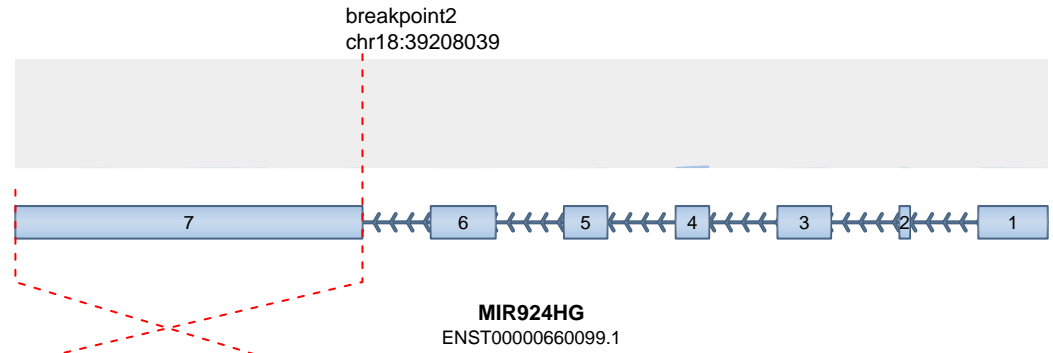 breakpoint2
chr18:39208039
7 6 5 4 3 2 1
MIR924HG
ENST00000660099.1